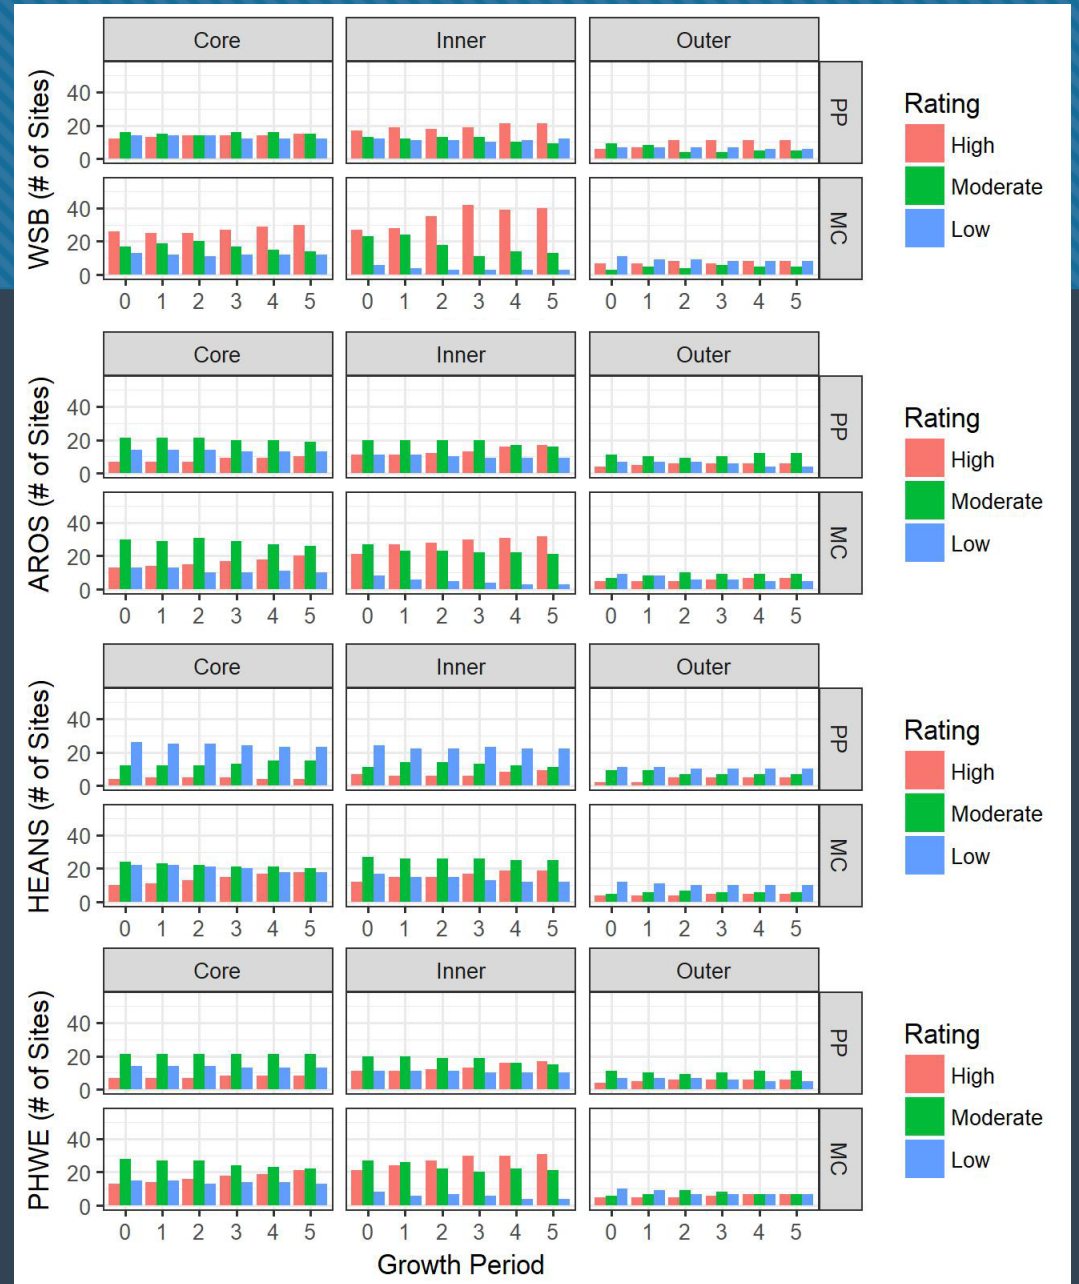 Core Inner Outer
WSB (# of Sites)
40
20
0
PP
40
20
0
MC
0 1 2 3 4 5 0 1 2 3 4 5 0 1 2 3 4 5
Rating
High
Moderate
Low
Core Inner Outer
AROS (# of Sites)
40
20
0
PP
40
20
0
MC
0 1 2 3 4 5 0 1 2 3 4 5 0 1 2 3 4 5
Rating
High
Moderate
Low
Core Inner Outer
HEANS (# of Sites)
40
20
0
PP
40
20
0
MC
0 1 2 3 4 5 0 1 2 3 4 5 0 1 2 3 4 5
Rating
High
Moderate
Low
Core Inner Outer
PHWE (# of Sites)
40
20
0
PP
40
20
0
MC
0 1 2 3 4 5 0 1 2 3 4 5 0 1 2 3 4 5
Rating
High
Moderate
Low
Growth Period